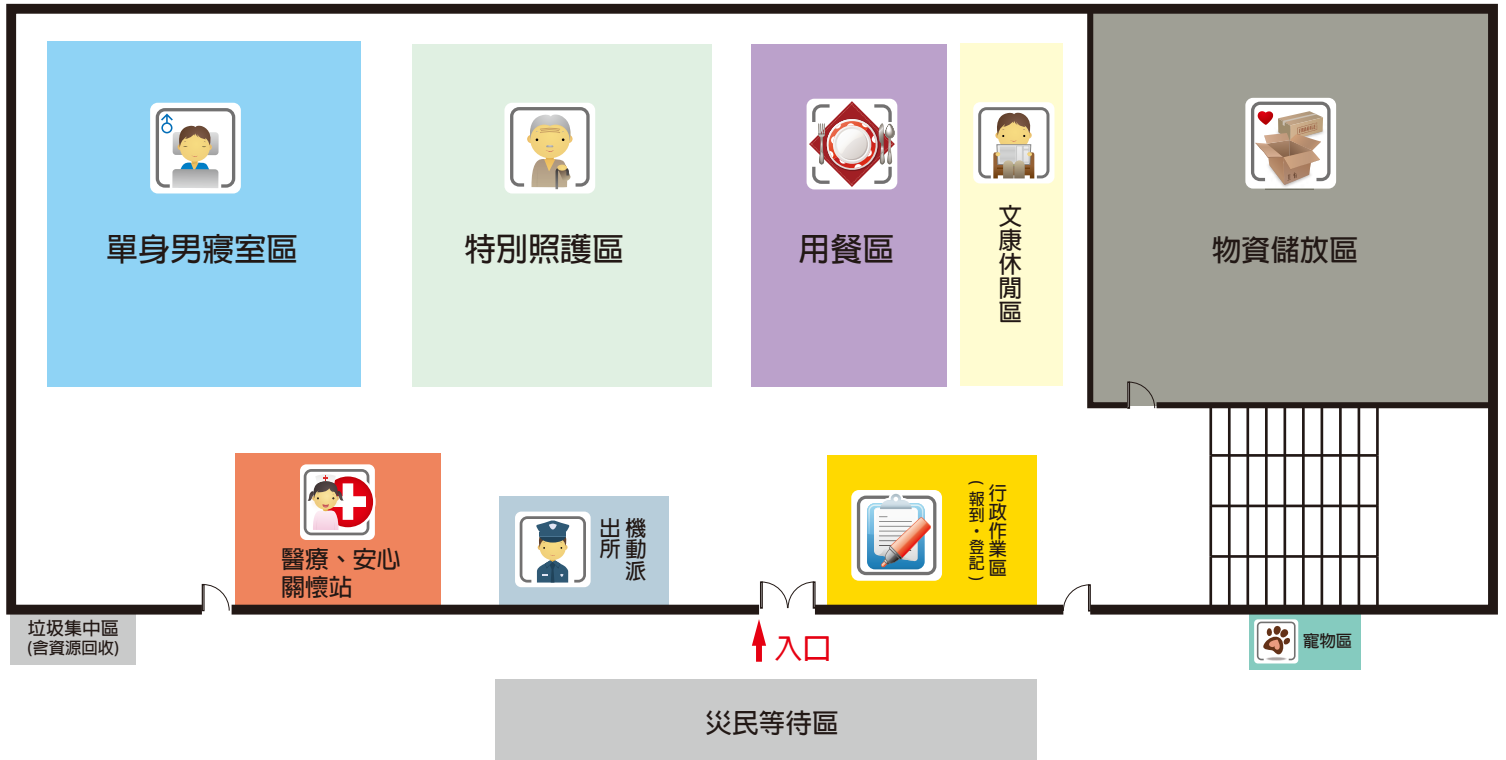 單身男寢室區
特別照護區
用餐區
文康休閒區
物資儲放區
醫療、安心
關懷站
機動派
出所
行政作業區
(報到・登記)
垃圾集中區
(含資源回收)
入口
寵物區
災民等待區